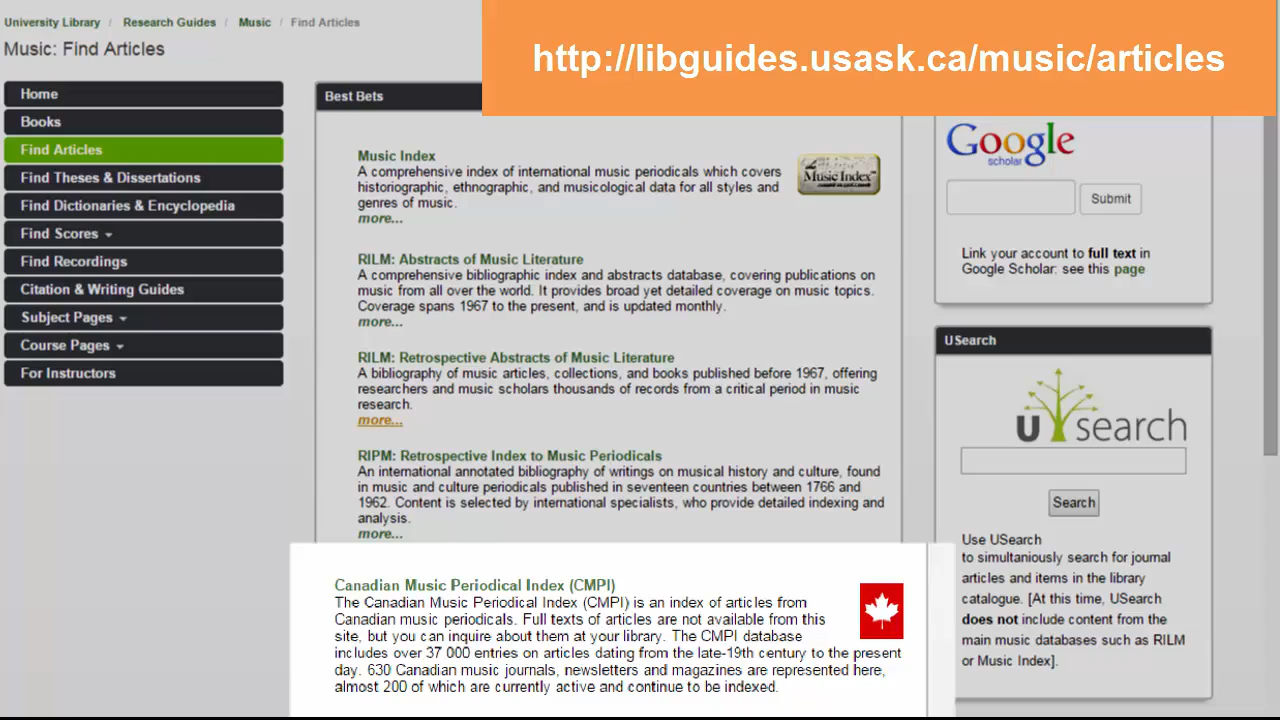 University Library / Research Guides / Music / Find Articles
Music: Find Articles
http://libguides.usask.ca/music/articles
Home
Books
Find Articles
Find Theses & Dissertations
Find Dictionaries & Encyclopedia
Find Scores
Find Recordings
Citation & Writing Guides
Subject Pages
Course Pages
For Instructors
Best Bets
Music Index
A comprehensive index of international music periodicals which covers
historiographic, ethnographic, and musicological data for all styles and
genres of music.
more...
Music Index
RILM: Abstracts of Music Literature
A comprehensive bibliographic index and abstracts database, covering publications on
music from all over the world. It provides broad yet detailed coverage on music topics.
Coverage spans 1967 to the present, and is updated monthly.
more...
RILM: Retrospective Abstracts of Music Literature
A bibliography of music articles, collections, and books published before 1967, offering
researchers and music scholars thousands of records from a critical period in music
research.
more...
RIPM: Retrospective Index to Music Periodicals
An international annotated bibliography of writings on musical history and culture, found
in music and culture periodicals published in seventeen countries between 1766 and
1962. Content is selected by international specialists, who provide detailed indexing and
analysis.
more...
Canadian Music Periodical Index (CMPI)
The Canadian Music Periodical Index (CMPI) is an index of articles from
Canadian music periodicals. Full texts of articles are not available from this
site, but you can inquire about them at your library. The CMPI database
includes over 37 000 entries on articles dating from the late-19th century to the present
day. 630 Canadian music journals, newsletters and magazines are represented here,
almost 200 of which are currently active and continue to be indexed.
Google
scholar
Submit
Link your account to full text in
Google Scholar: see this page
USearch
Usearch
Search
Use USearch
to simultaniously search for journal
articles and items in the library
catalogue. [At this time, USearch
does not include content from the
main music databases such as RILM
or Music Index].